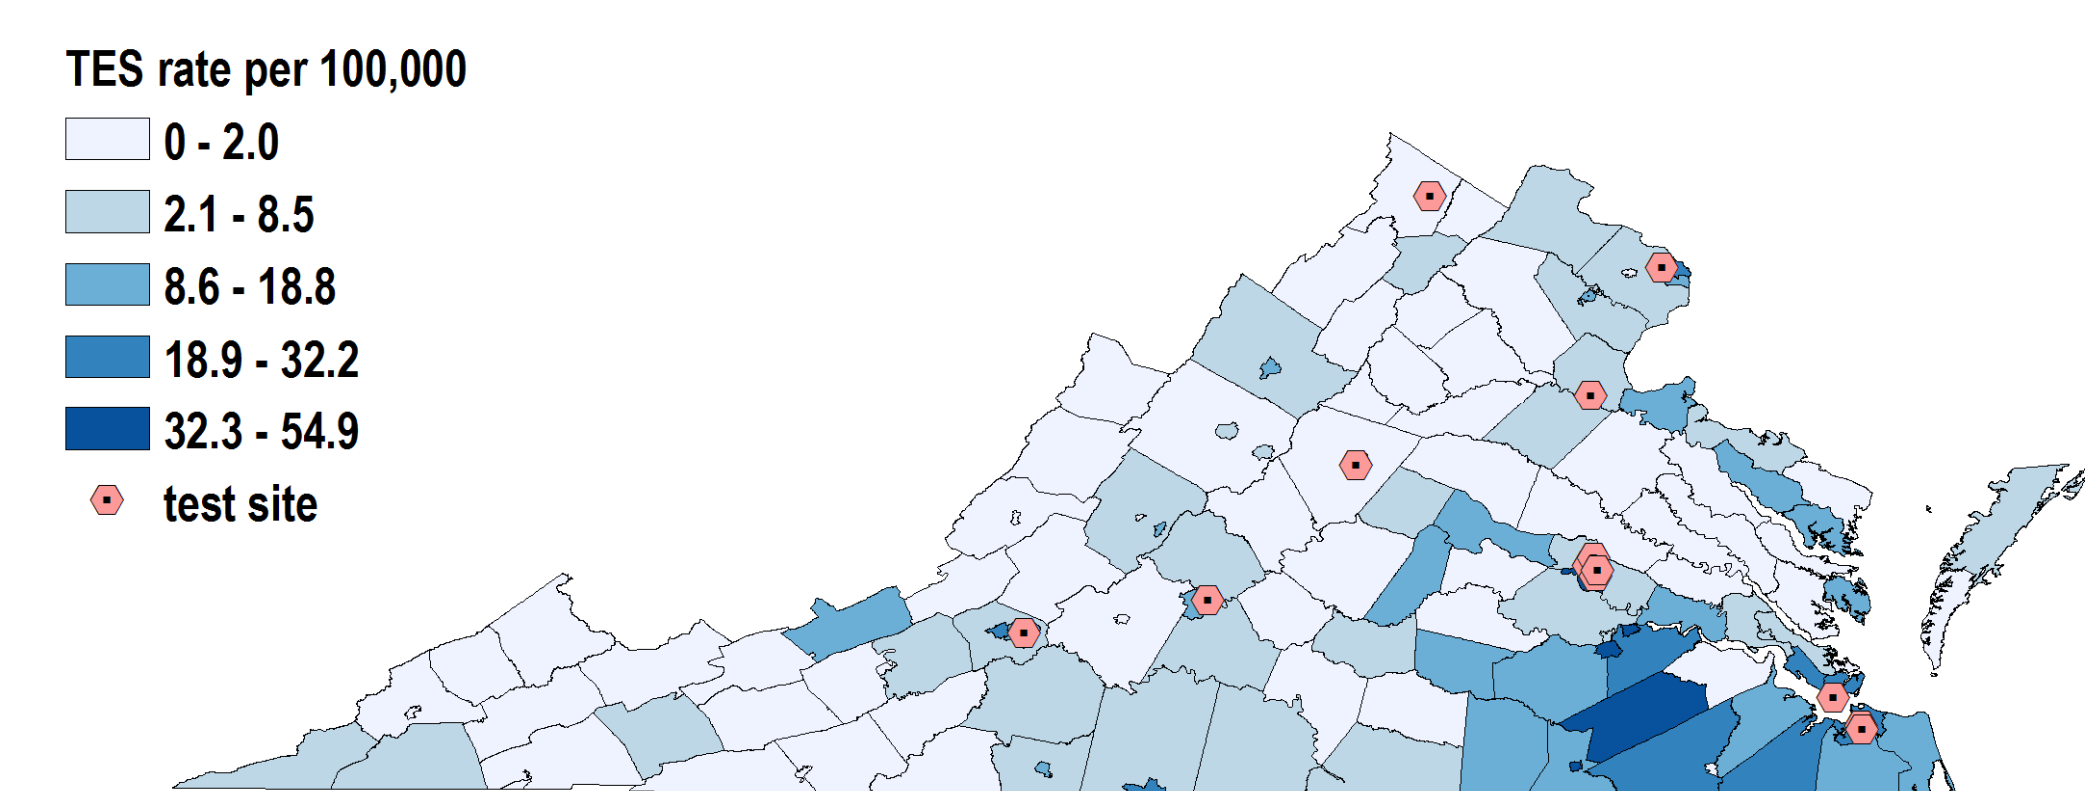 TES rate per 100,000
0 - 2.0
2.1 - 8.5
8.6 - 18.8
18.9 - 32.2
32.3 - 54.9
test site